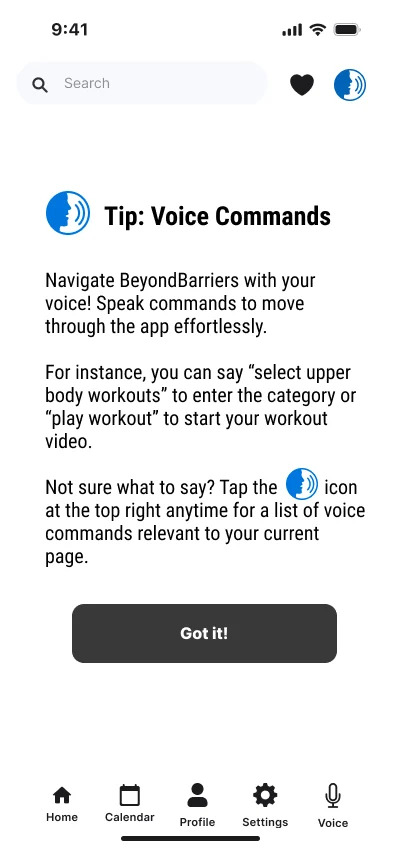 9:41
Search
Tip: Voice Commands
Navigate BeyondBarriers with your
voice! Speak commands to move
through the app effortlessly.
For instance, you can say “select upper
body workouts” to enter the category or
“play workout” to start your workout
video.
Not sure what to say? Tap the icon
at the top right anytime for a list of voice
commands relevant to your current
page.
Got it!
Home
Calendar
Profile
Settings
Voice